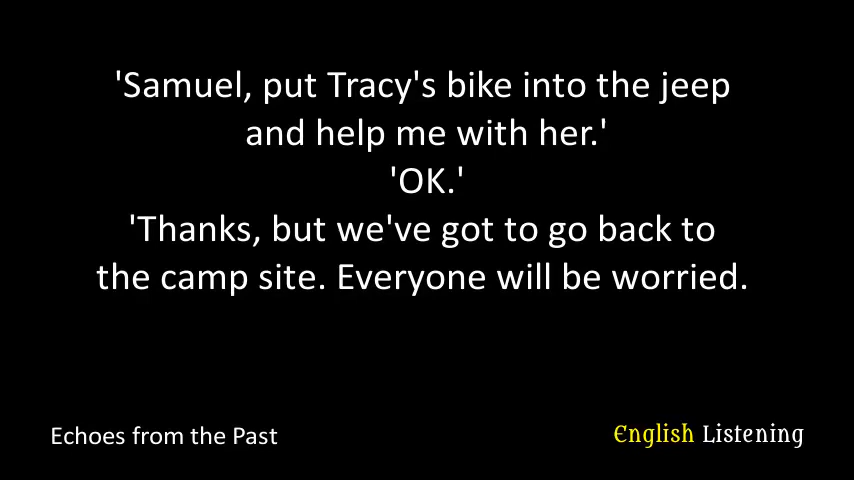 'Samuel, put Tracy's bike into the jeep
and help me with her.'
'OK.'
'Thanks, but we've got to go back to
the camp site. Everyone will be worried.
Echoes from the Past
English Listening